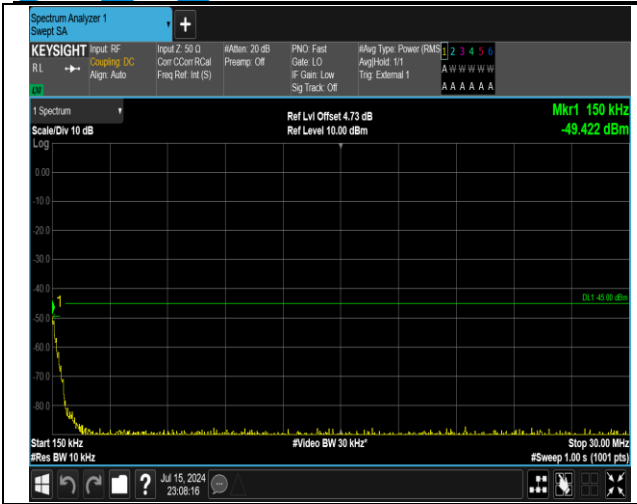 Spectrum Analyzer 1
Swept SA
+
KEYSIGHT Input: RF Input Z: 50 Ω #Atten: 20 dB PNO: Fast #Avg Type: Power (RMS 1 2 3 4 5 6
RL Coupling: DC Corr CCorr RCal Preamp: Off Gate: LO Avg|Hold: 1/1 A W W W W W
Align: Auto Freq Ref: Int (S) IF Gain: Low Trig: External 1
LXI Sig Track: Off A A A A A A
1 Spectrum Ref Lvl Offset 4.73 dB Mkr1 150 kHz
Scale/Div 10 dB Ref Level 10.00 dBm -49.422 dBm
Log
0.00
-10.0
-20.0
-30.0
-40.0
1 DL1 -45.00 dBm
-50.0
-60.0
-70.0
-80.0
Start 150 kHz #Video BW 30 kHz* Stop 30.00 MHz
#Res BW 10 kHz #Sweep 1.00 s (1001 pts)
? Jul 15, 2024
23:08:16